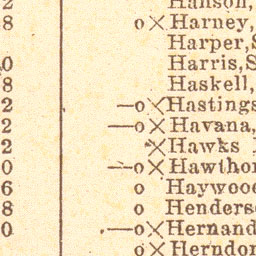 2 Hanson,
8 o×Harney,
Harper,S
0 Harris,S
8 Haskell,
2 —o×Hastings
2 —o×Havana,
2 ×Hawks
0 —o×Hawthor
6 o Haywood
8 o Henders
0 —o×Hernand
o×Herndon